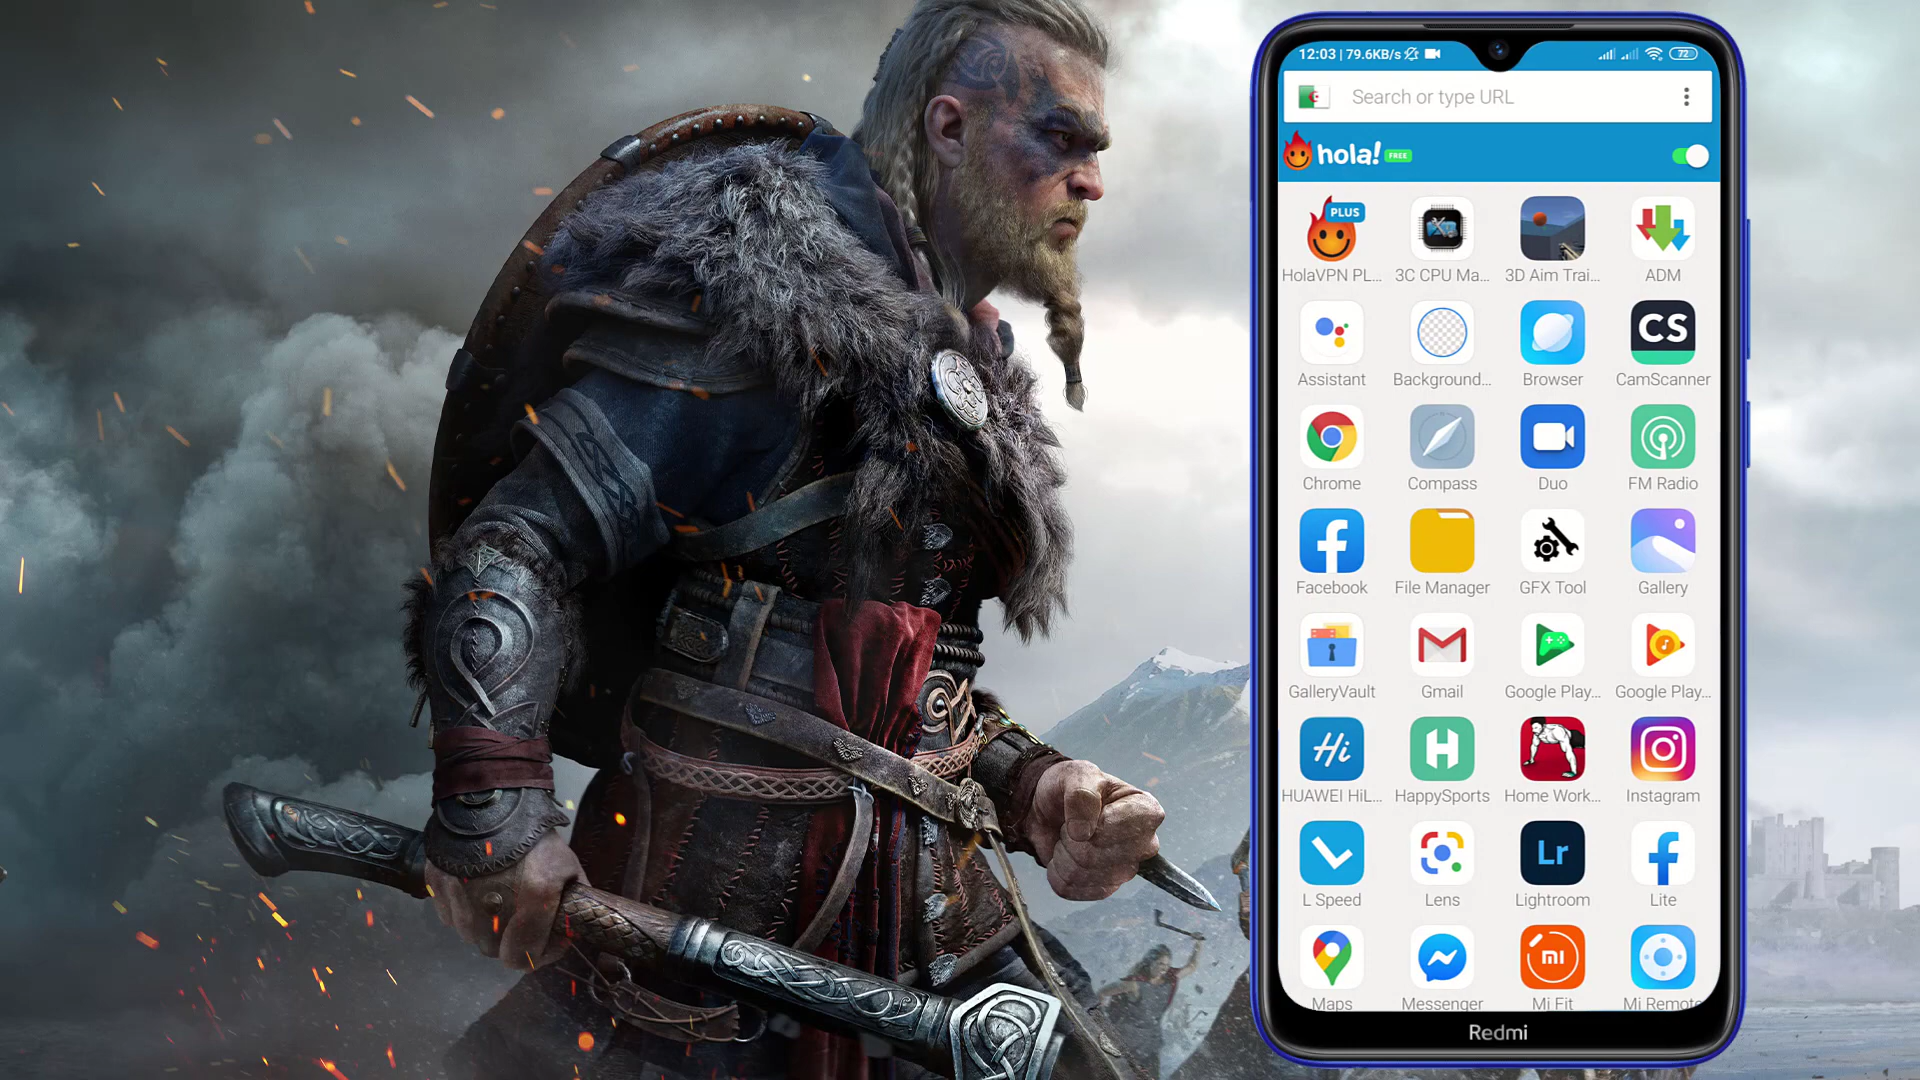 12:03 | 79.6KB/s 72
Search or type URL
hola! FREE
PLUS
HolaVPN PL... 3C CPU Ma... 3D Aim Trai... ADM
CS
Assistant Background... Browser CamScanner
Chrome Compass Duo FM Radio
Facebook File Manager GFX Tool Gallery
GalleryVault Gmail Google Play... Google Play...
Hi H
HUAWEI HiL... HappySports Home Work... Instagram
Lr
L Speed Lens Lightroom Lite
mi
Maps Messenger Mi Fit Mi Remote
Redmi